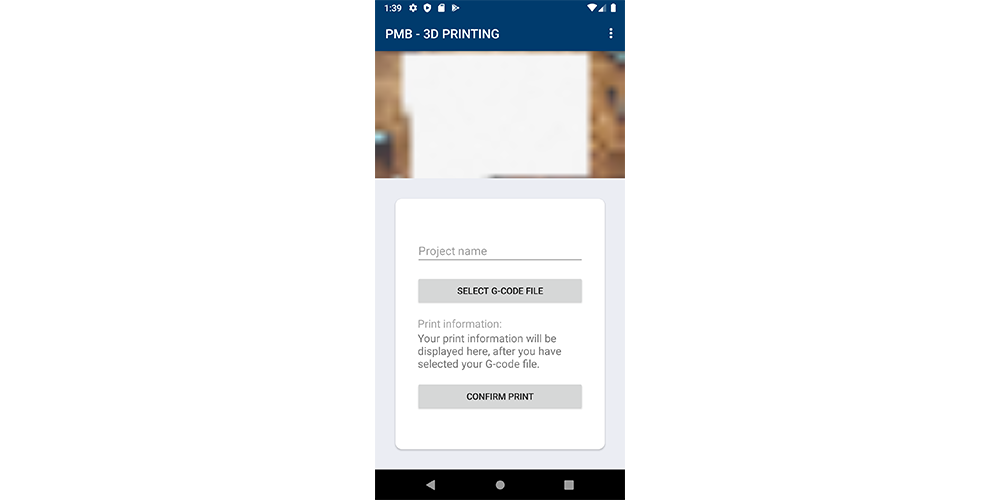 1:39
PMB - 3D PRINTING
Project name
SELECT G-CODE FILE
Print information:
Your print information will be
displayed here, after you have
selected your G-code file.
CONFIRM PRINT